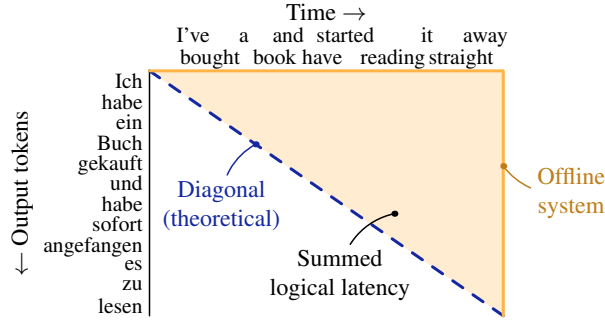 Time →
I've a and started it away
bought book have reading straight
← Output tokens
Ich
habe
ein
Buch
gekauft
und
habe
sofort
angefangen
es
zu
lesen
Diagonal
(theoretical)
Summed
logical latency
Offline
system